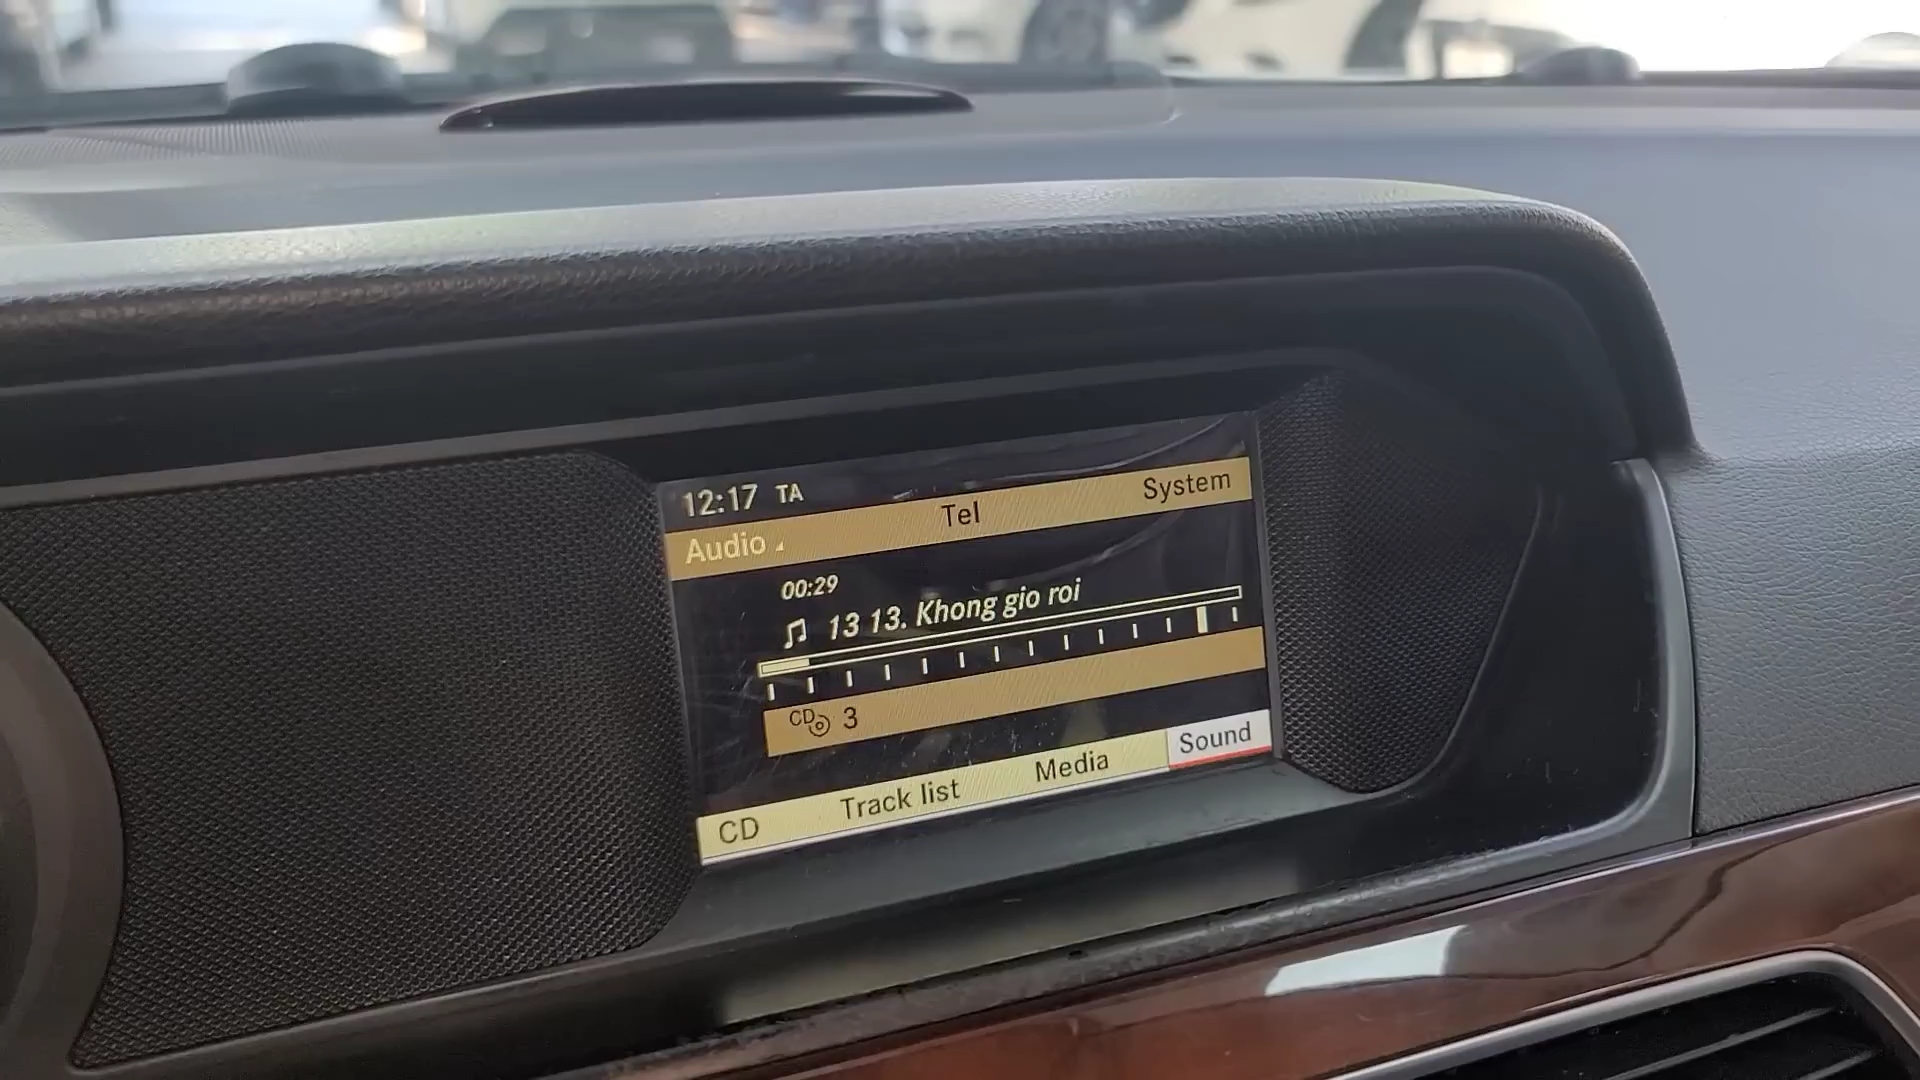 12:17 TA
Audio Tel System
00:29
13 13. Khong gio roi
CD 3
CD Track list Media Sound